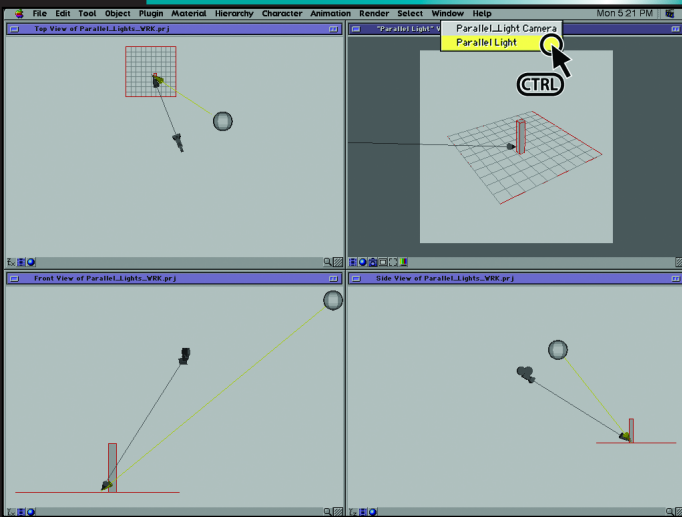 File Edit Tool Object Plugin Material Hierarchy Character Animation Render Select Window Help Mon 5:21 PM
Top View of Parallel_Lights_WRK.prj
"Parallel Light" V
Parallel_Light Camera
Parallel Light
CTRL
Front View of Parallel_Lights_WRK.prj
Side View of Parallel_Lights_WRK.prj